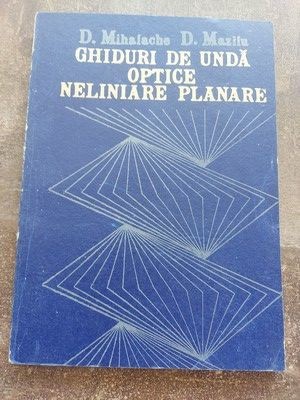 D. Mihalache D. Mazilu
GHIDURI DE UNDĂ
OPTICE
NELINIARE PLANARE